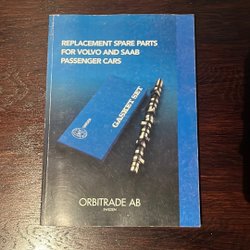 REPLACEMENT SPARE PARTS
FOR VOLVO AND SAAB
PASSENGER CARS
GASKET SET
ORBITRADE AB
SWEDEN